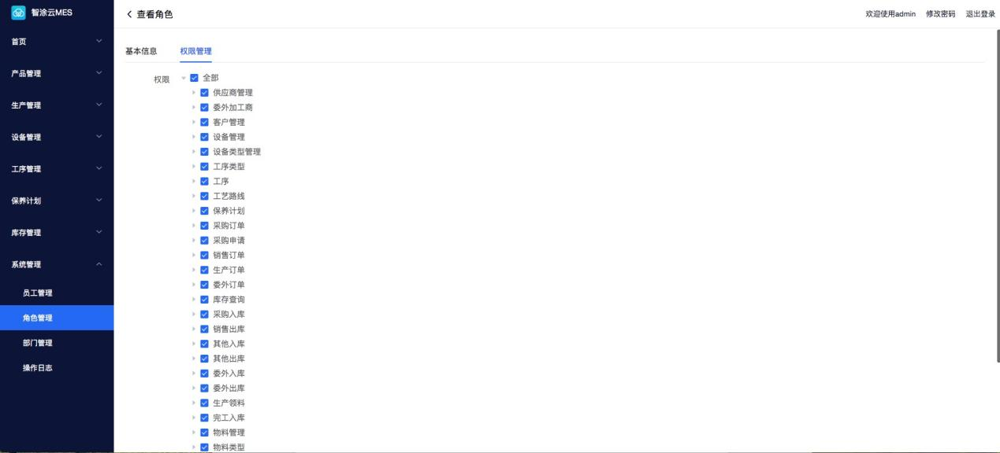 智涂云MES
首页
产品管理
生产管理
设备管理
工序管理
保养计划
库存管理
系统管理
员工管理
角色管理
部门管理
操作日志
查看角色
欢迎使用admin 修改密码 退出登录
基本信息 权限管理
权限 全部
供应商管理
委外加工商
客户管理
设备管理
设备类型管理
工序类型
工序
工艺路线
保养计划
采购订单
采购申请
销售订单
生产订单
委外订单
库存查询
采购入库
销售出库
其他入库
其他出库
委外入库
委外出库
生产领料
完工入库
物料管理
物料类型